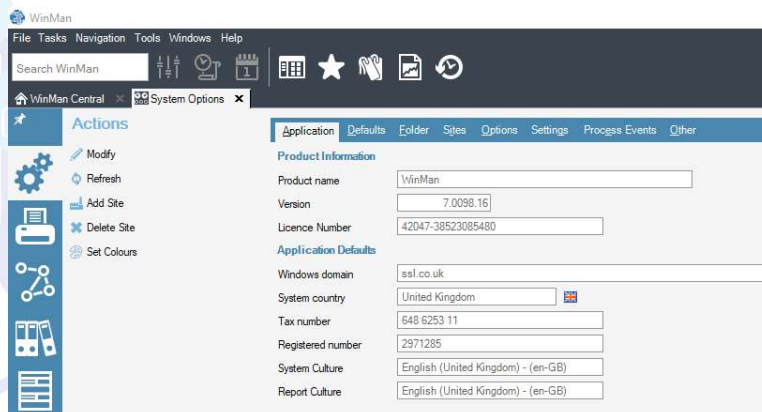 WinMan
File Tasks Navigation Tools Windows Help
Search WinMan
1
WinMan Central × System Options ×
Actions
Modify
Refresh
Add Site
Delete Site
Set Colours
Application Defaults Folder Sites Options Settings Process Events Other
Product Information
Product name WinMan
Version 7.0098.16
Licence Number 42047-38523085480
Application Defaults
Windows domain ssl.co.uk
System country United Kingdom
Tax number 648 6253 11
Registered number 2971285
System Culture English (United Kingdom) - (en-GB)
Report Culture English (United Kingdom) - (en-GB)